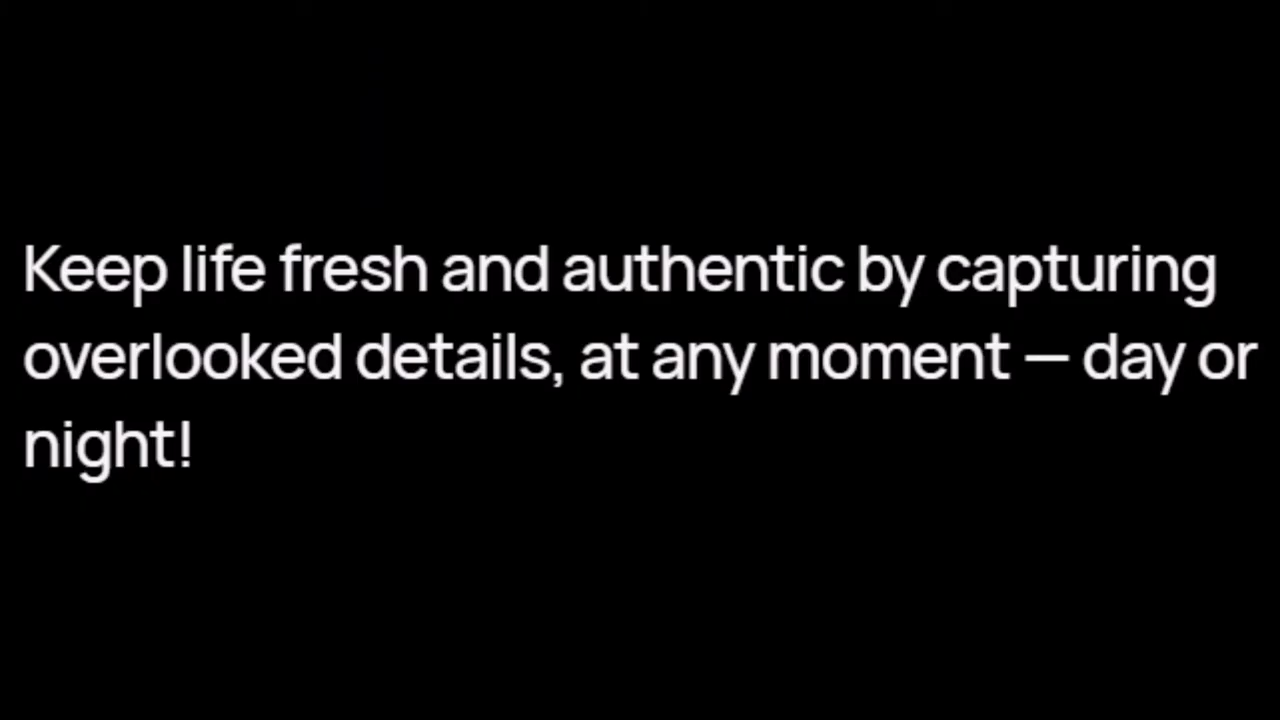 Keep life fresh and authentic by capturing
overlooked details, at any moment — day or
night!